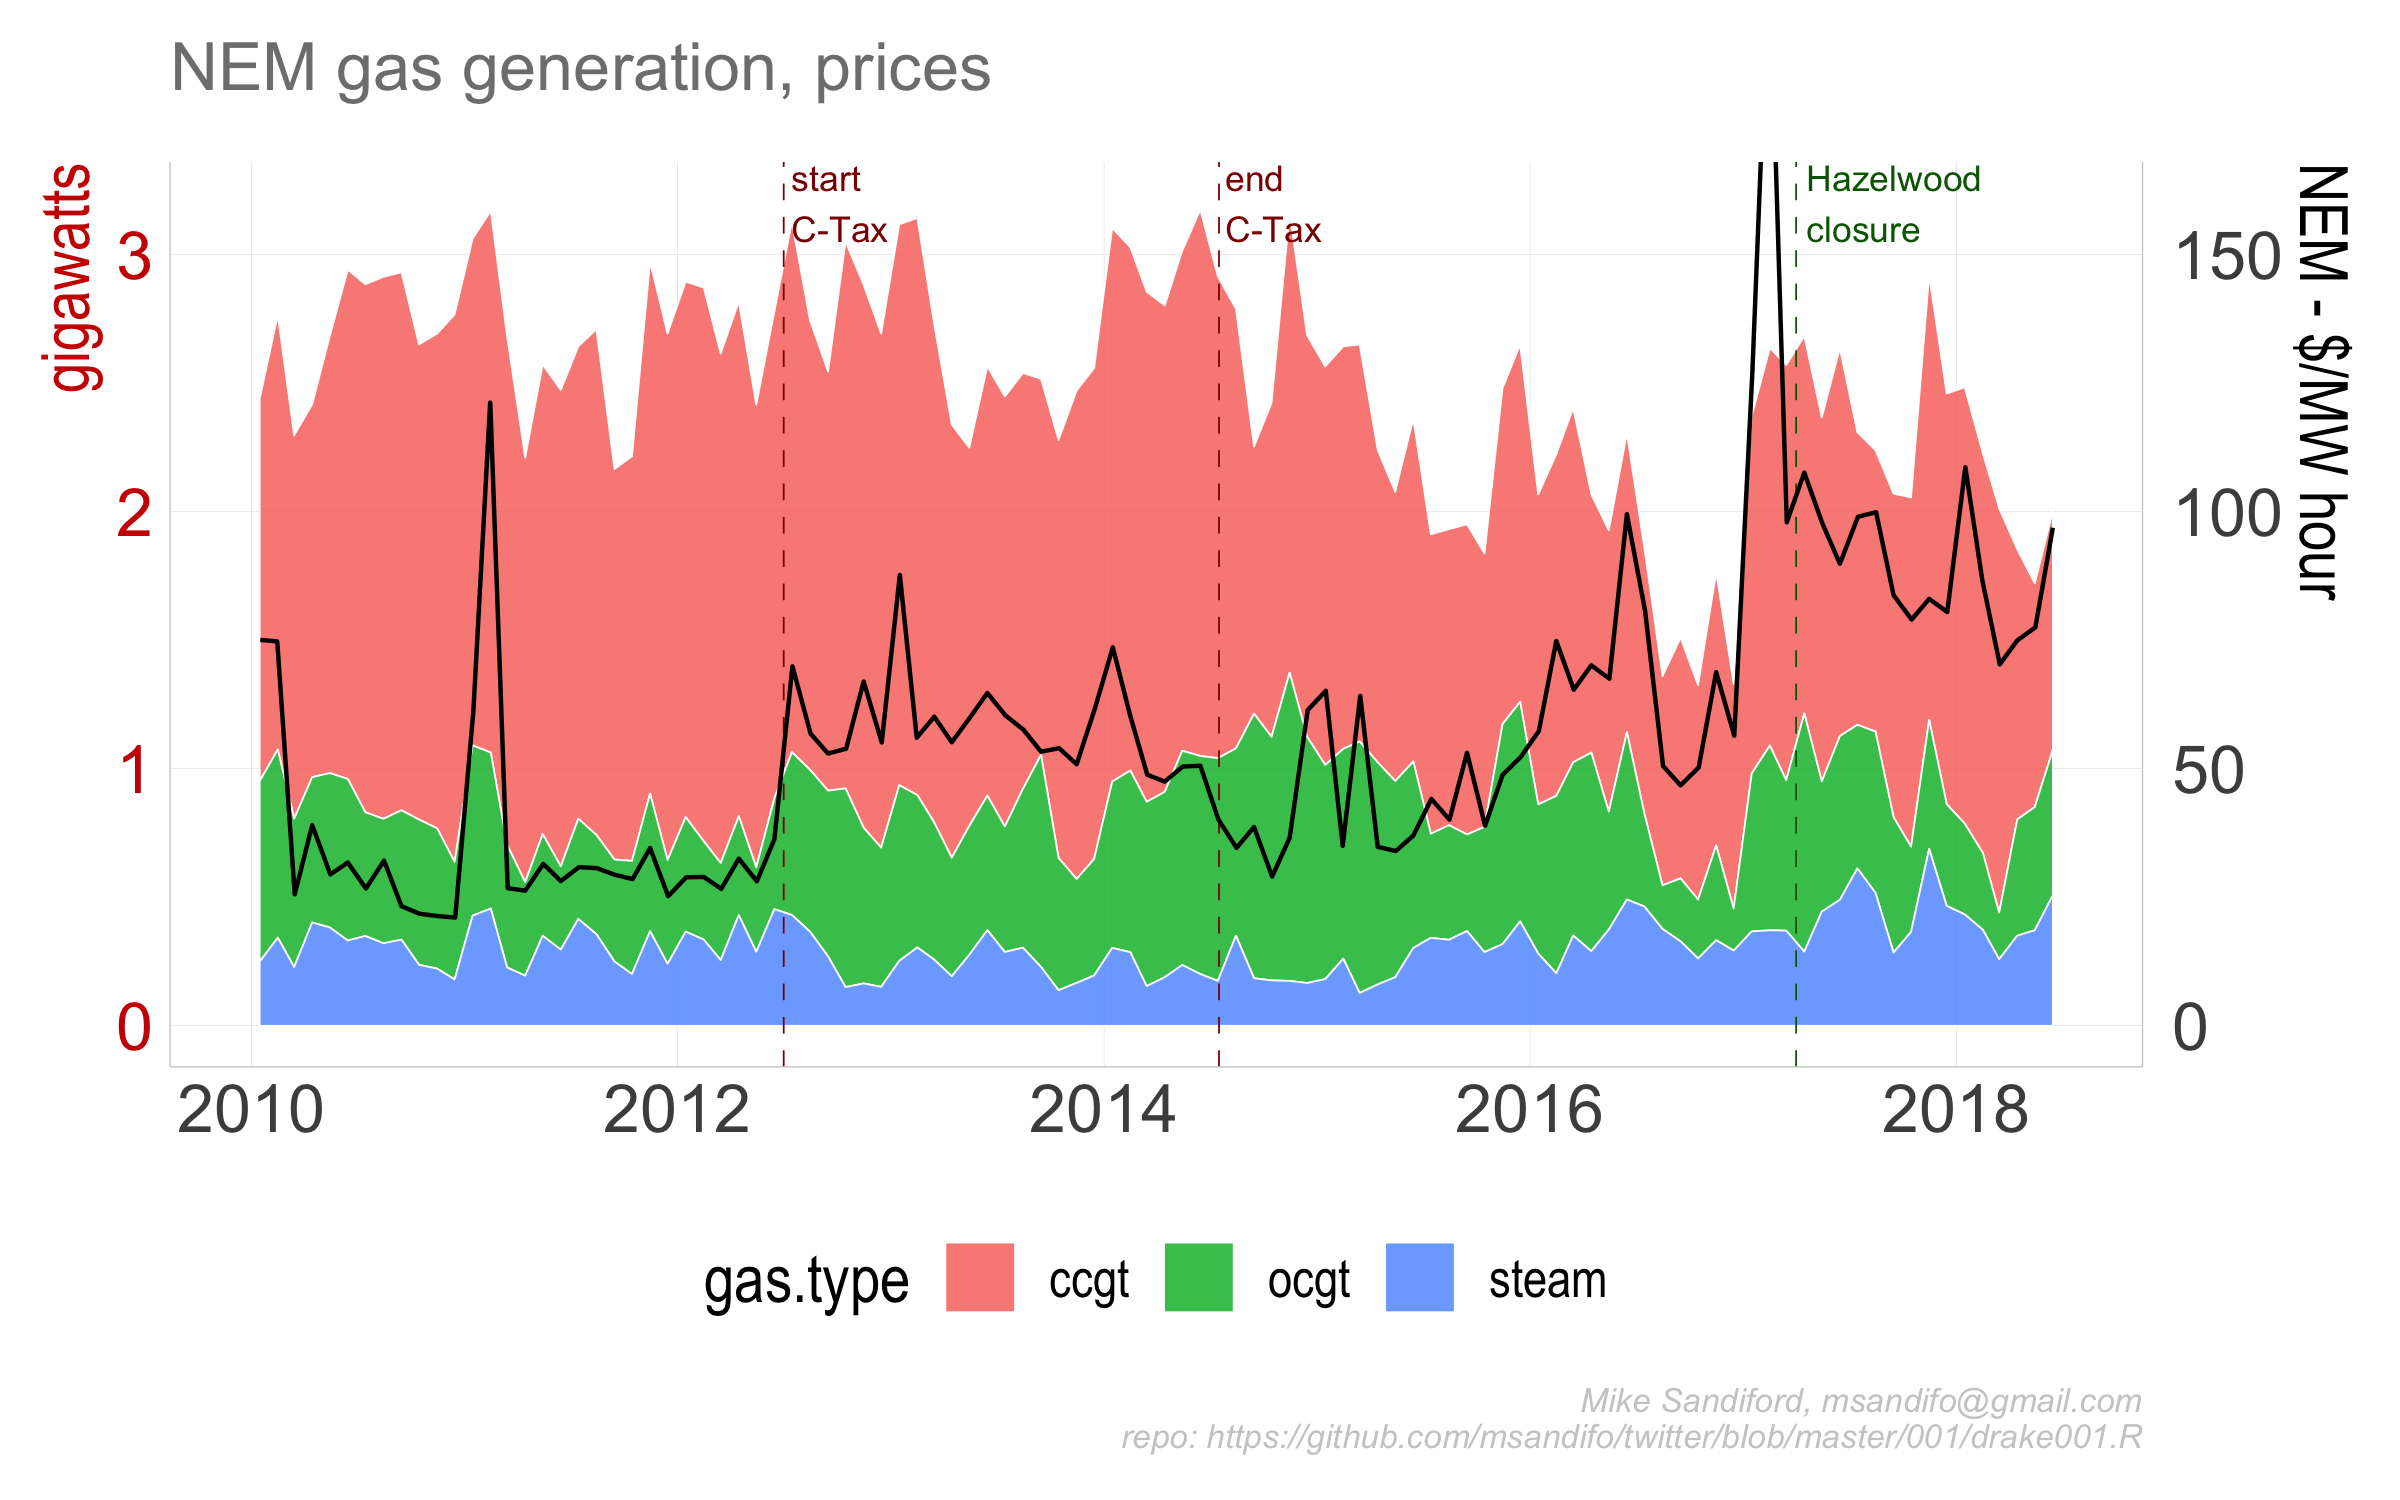 NEM gas generation, prices
gigawatts
3
2
1
0
start
C-Tax
end
C-Tax
Hazelwood
closure
150
100
50
0
NEM - $/MW hour
2010
2012
2014
2016
2018
gas.type
ccgt
ocgt
steam
Mike Sandiford, msandifo@gmail.com
repo: https://github.com/msandifo/twitter/blob/master/001/drake001.R